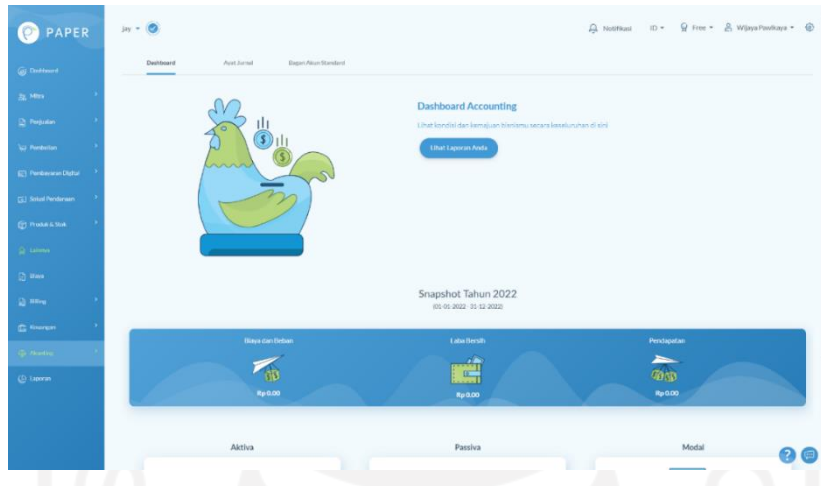 PAPER
Jay
Notifikasi
ID
Free
Wijaya Pawikaya
Dashboard
Aset Jurnal
Bagan Akun Standard
Dashboard
Mitra
Penjualan
Pembelian
Pembayaran Digital
Solusi Pendanaan
Produk & Stok
Lainnya
Biaya
Billing
Keuangan
Akunting
Laporan
Dashboard Accounting
Lihat kondisi dan kemajuan bisnismu secara keseluruhan di sini
Lihat Laporan Anda
Snapshot Tahun 2022
(01-01-2022 - 31-12-2022)
Biaya dan Beban
Laba Bersih
Pendapatan
Rp 0.00
Rp 0.00
Rp 0.00
Aktiva
Passiva
Modal